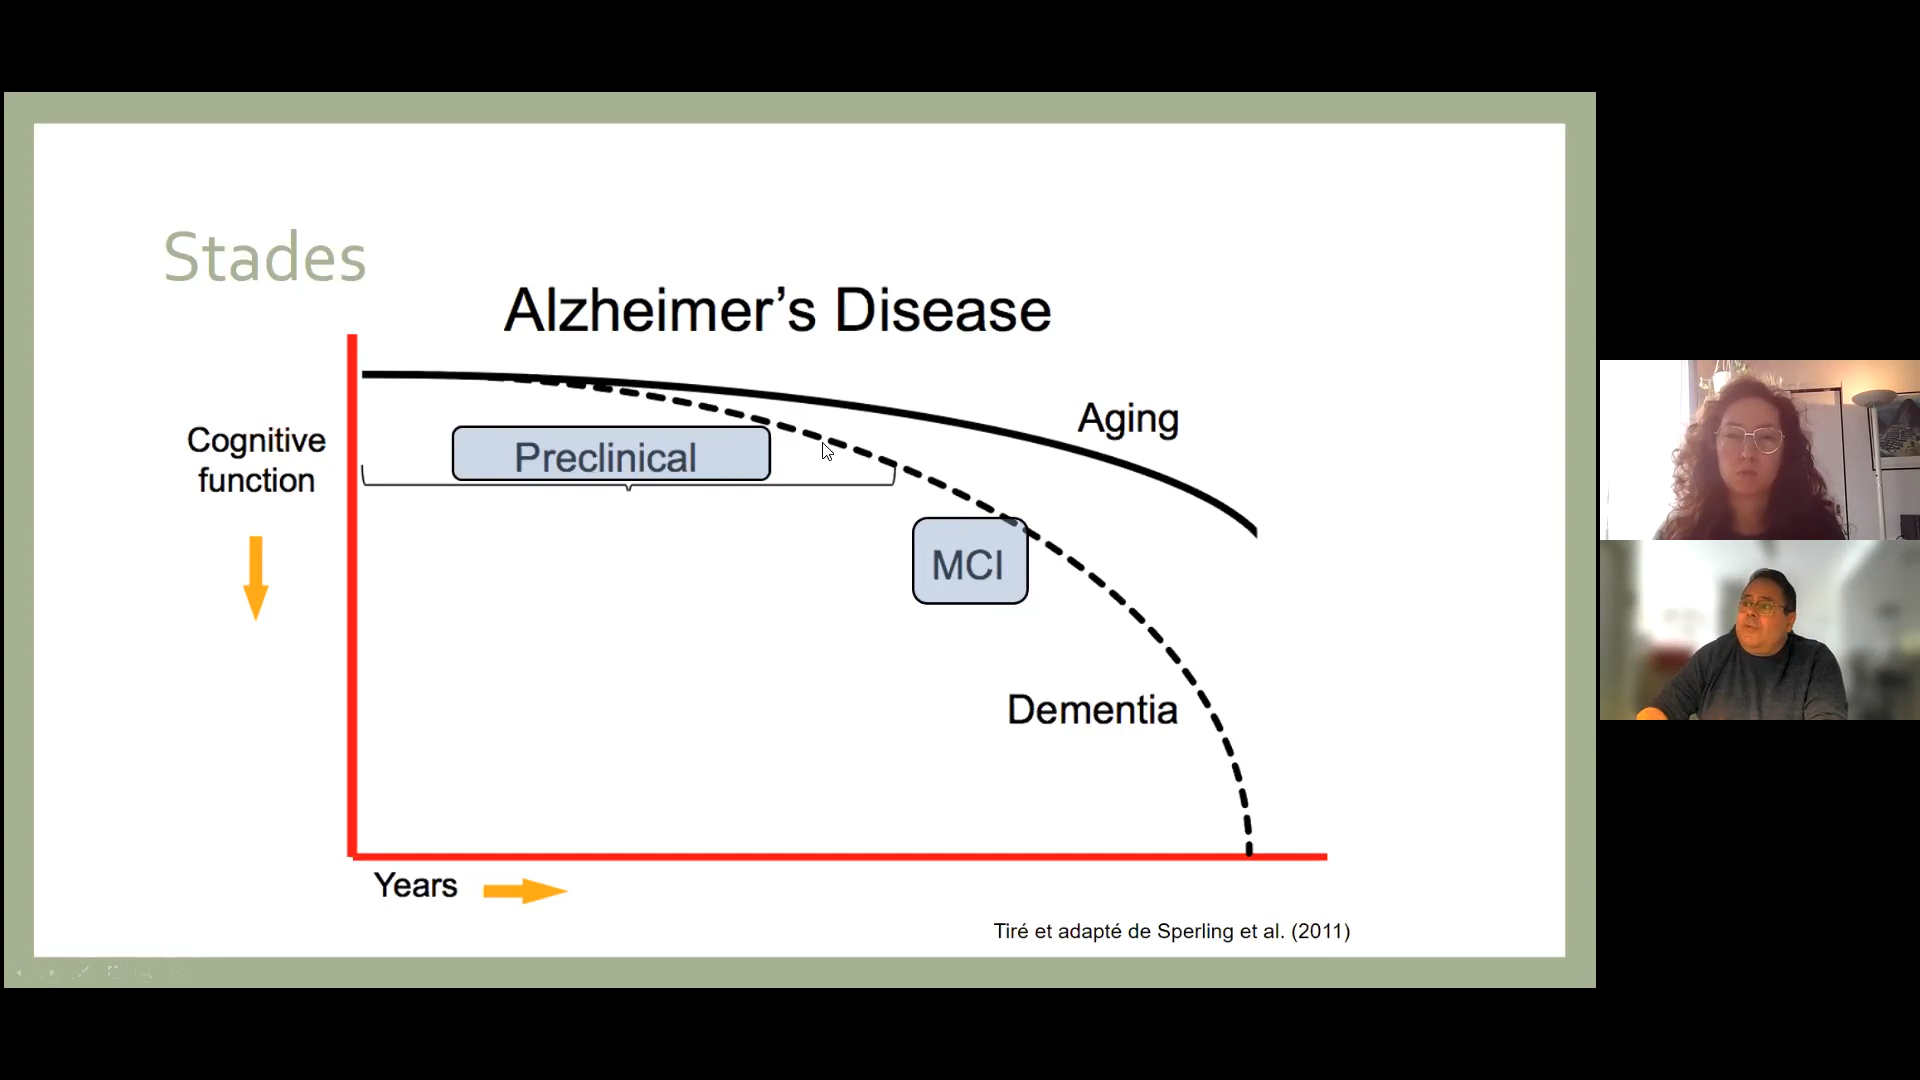 Stades
Alzheimer’s Disease
Aging
Cognitive
function
Preclinical
MCI
Dementia
Years
Tiré et adapté de Sperling et al. (2011)